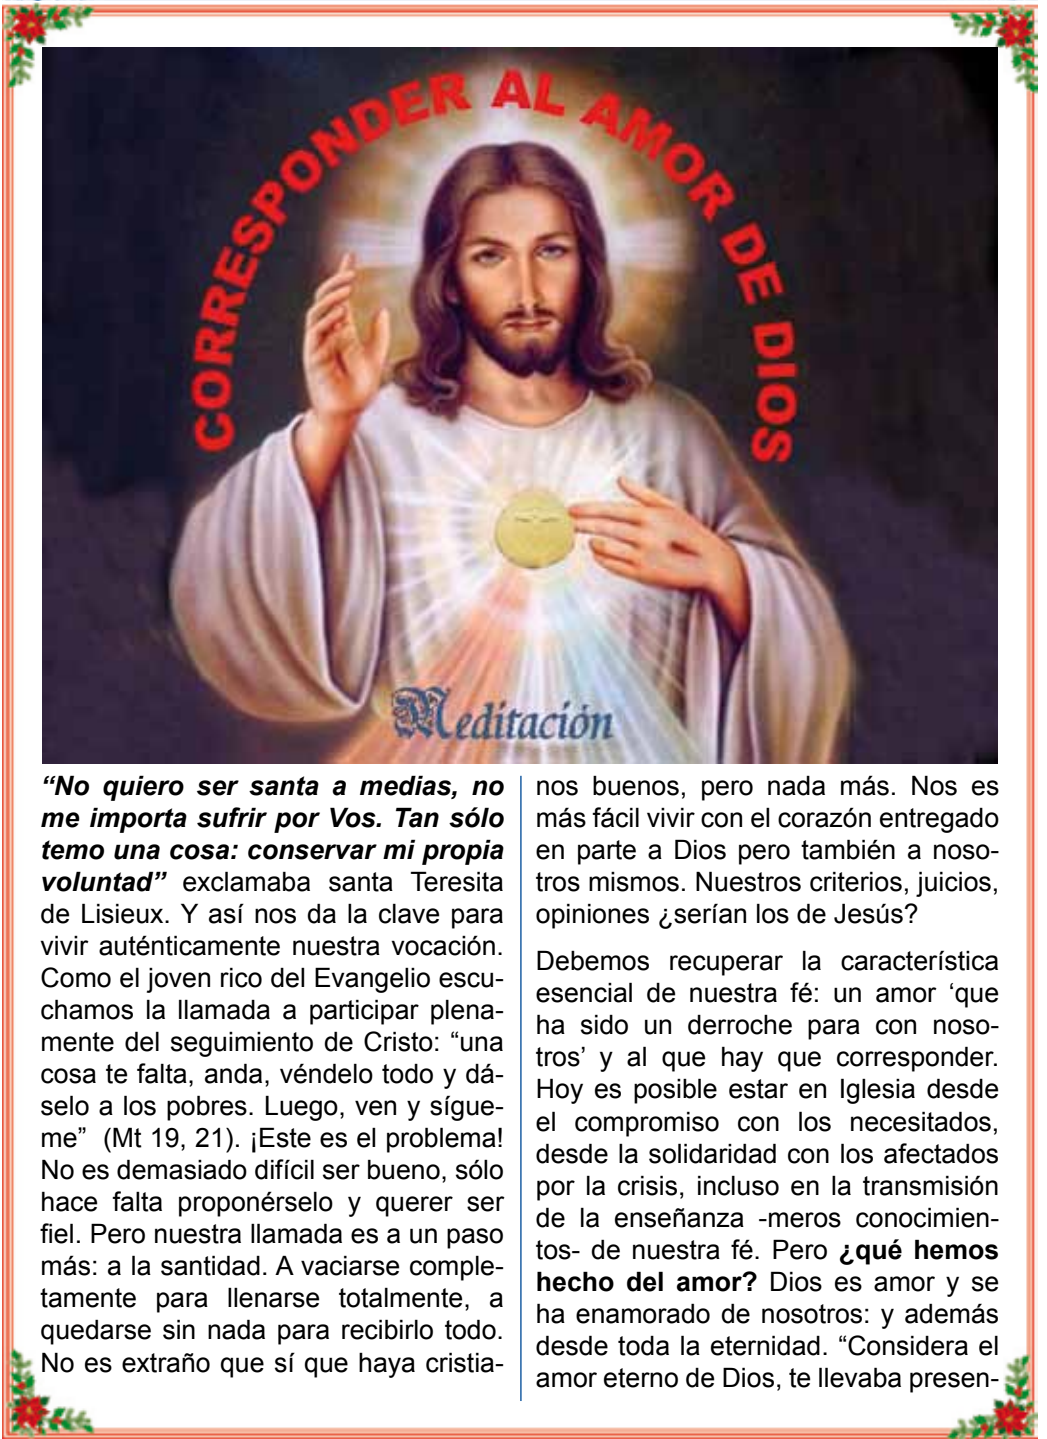 CORRESPONDER AL AMOR DE DIOS
Meditación
“No quiero ser santa a medias, no
me importa sufrir por Vos. Tan sólo
temo una cosa: conservar mi propia
voluntad” exclamaba santa Teresita
de Lisieux. Y así nos da la clave para
vivir auténticamente nuestra vocación.
Como el joven rico del Evangelio escu-
chamos la llamada a participar plena-
mente del seguimiento de Cristo: “una
cosa te falta, anda, véndelo todo y dá-
selo a los pobres. Luego, ven y sígue-
me” (Mt 19, 21). ¡Este es el problema!
No es demasiado difícil ser bueno, sólo
hace falta proponérselo y querer ser
fiel. Pero nuestra llamada es a un paso
más: a la santidad. A vaciarse comple-
tamente para llenarse totalmente, a
quedarse sin nada para recibirlo todo.
No es extraño que sí que haya cristia-
nos buenos, pero nada más. Nos es
más fácil vivir con el corazón entregado
en parte a Dios pero también a noso-
tros mismos. Nuestros criterios, juicios,
opiniones ¿serían los de Jesús?
Debemos recuperar la característica
esencial de nuestra fé: un amor ‘que
ha sido un derroche para con noso-
tros’ y al que hay que corresponder.
Hoy es posible estar en Iglesia desde
el compromiso con los necesitados,
desde la solidaridad con los afectados
por la crisis, incluso en la transmisión
de la enseñanza -meros conocimien-
tos- de nuestra fé. Pero ¿qué hemos
hecho del amor? Dios es amor y se
ha enamorado de nosotros: y además
desde toda la eternidad. “Considera el
amor eterno de Dios, te llevaba presen-